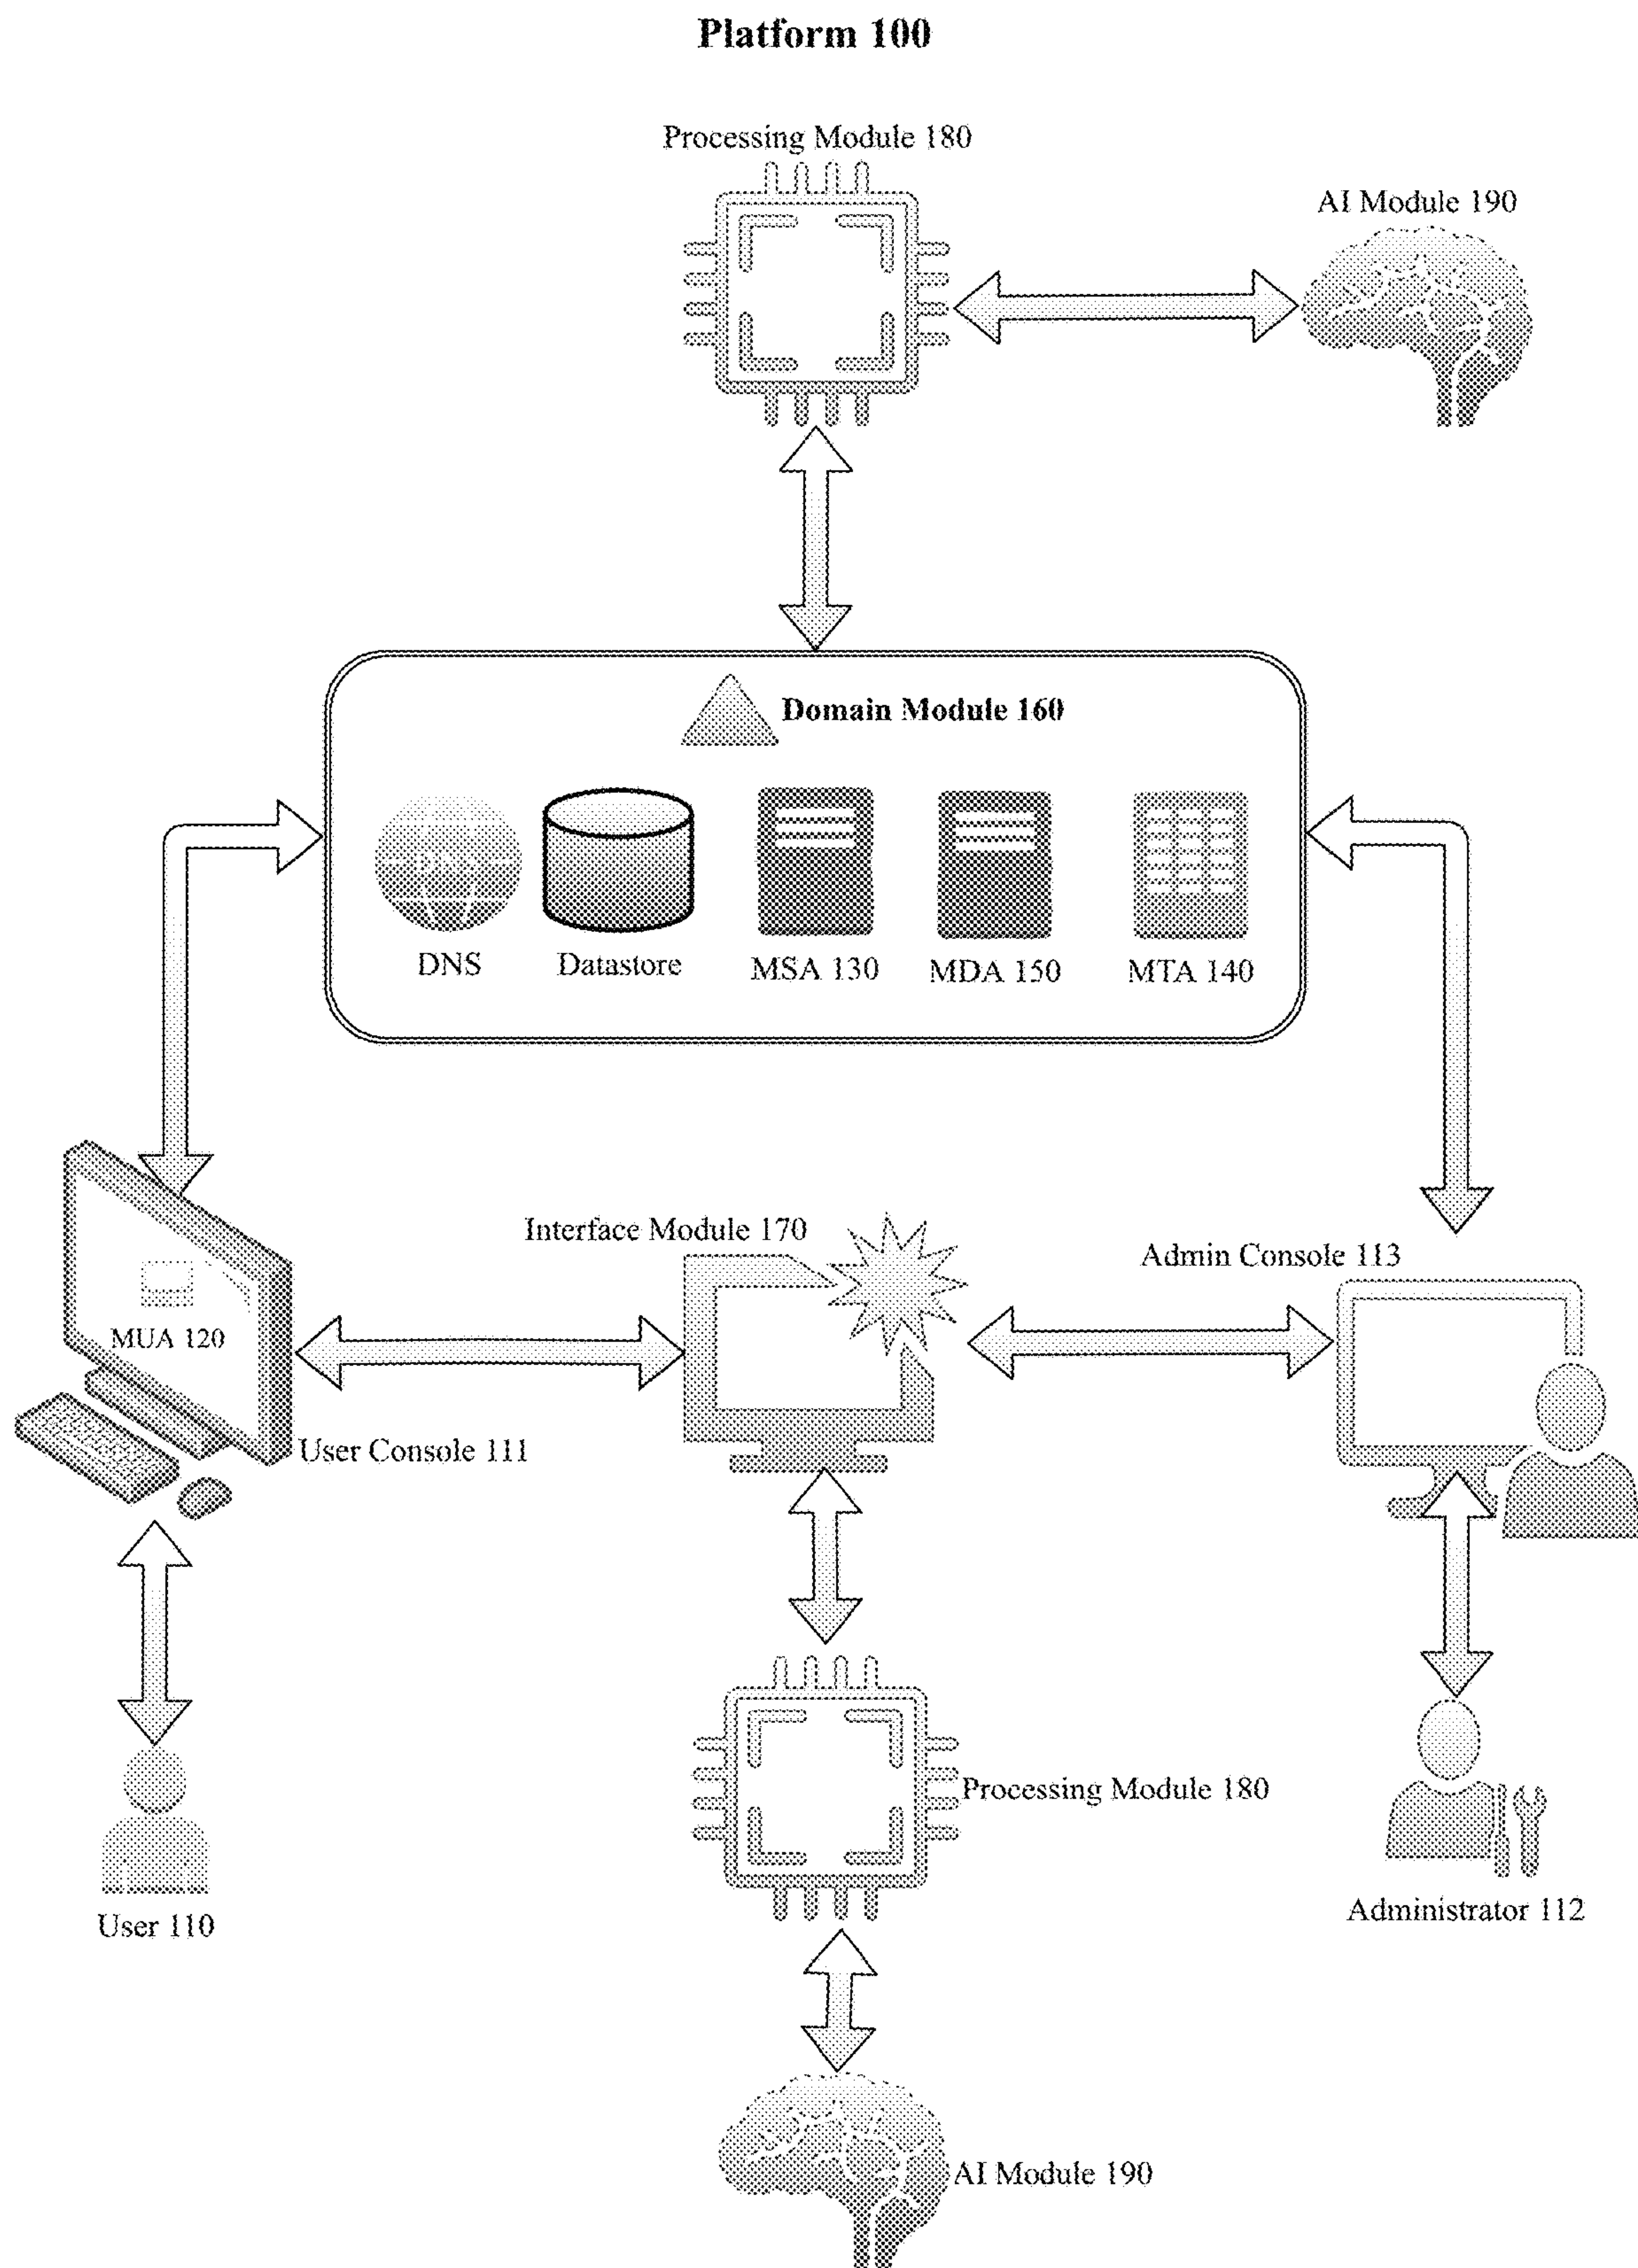 Platform 100
Processing Module 180
AI Module 190
Domain Module 160
DNS
DNS
Datastore
MSA 130
MDA 150
MTA 140
Interface Module 170
Admin Console 113
MUA 120
User Console 111
Processing Module 180
User 110
Administrator 112
AI Module 190